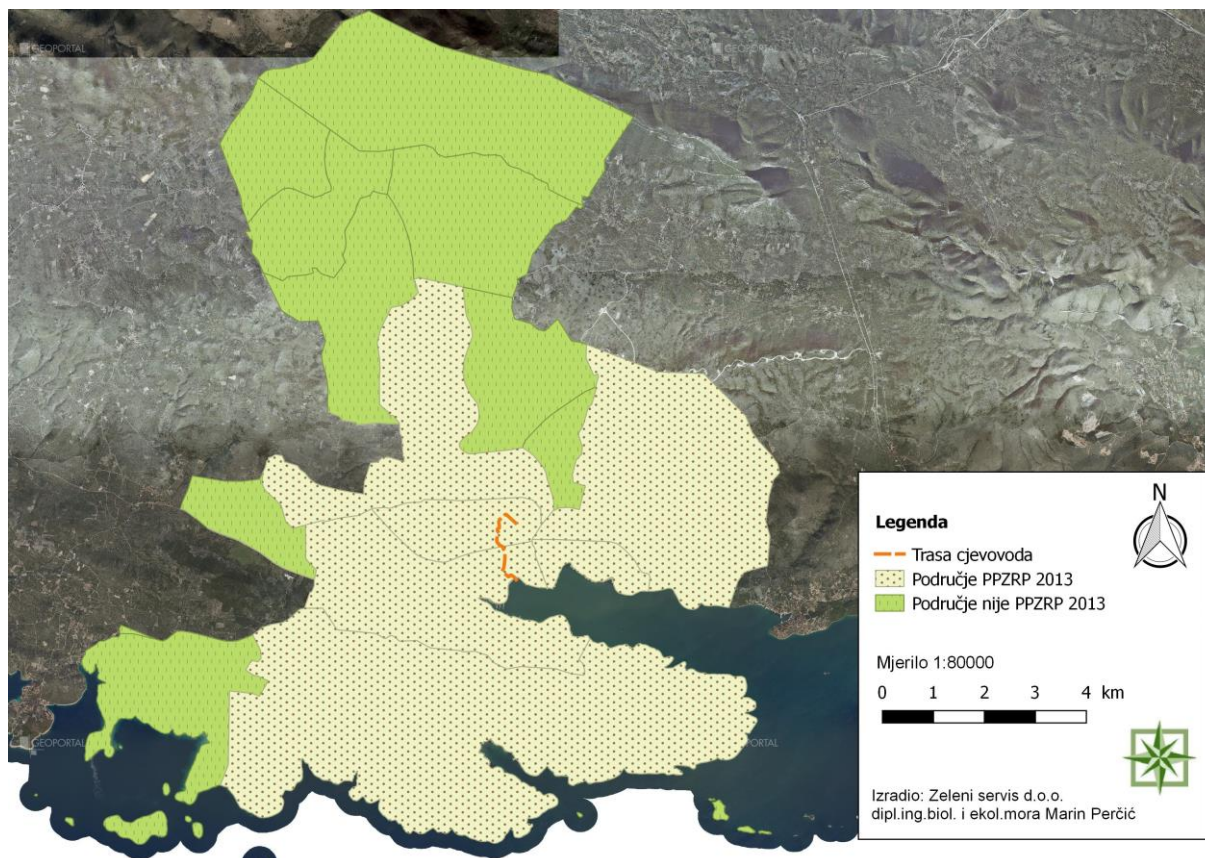 GEOPORTAL
GEOPORTAL
N
Legenda
Trasa cjevovoda
Područje PPZRP 2013
Područje nije PPZRP 2013
Mjerilo 1:80000
0 1 2 3 4 km
GEOPORTAL
GEOPORTAL
Izradio: Zeleni servis d.o.o.
dipl.ing.biol. i ekol.mora Marin Perčić